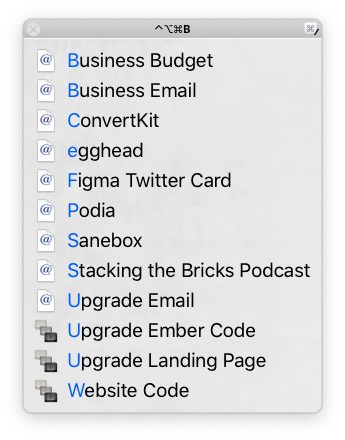 ^⌥⌘B
Business Budget
Business Email
ConvertKit
egghead
Figma Twitter Card
Podia
Sanebox
Stacking the Bricks Podcast
Upgrade Email
Upgrade Ember Code
Upgrade Landing Page
Website Code